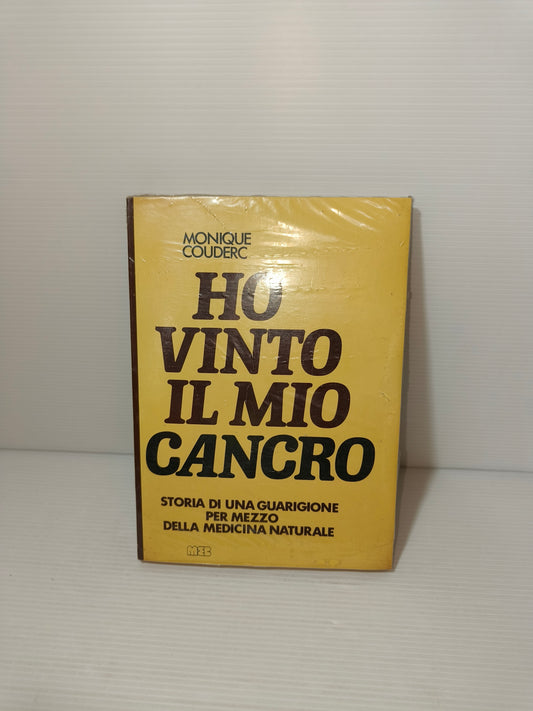 MONIQUE
COUDERC
HO
VINTO
IL MIO
CANCRO
STORIA DI UNA GUARIGIONE
PER MEZZO
DELLA MEDICINA NATURALE
MEB